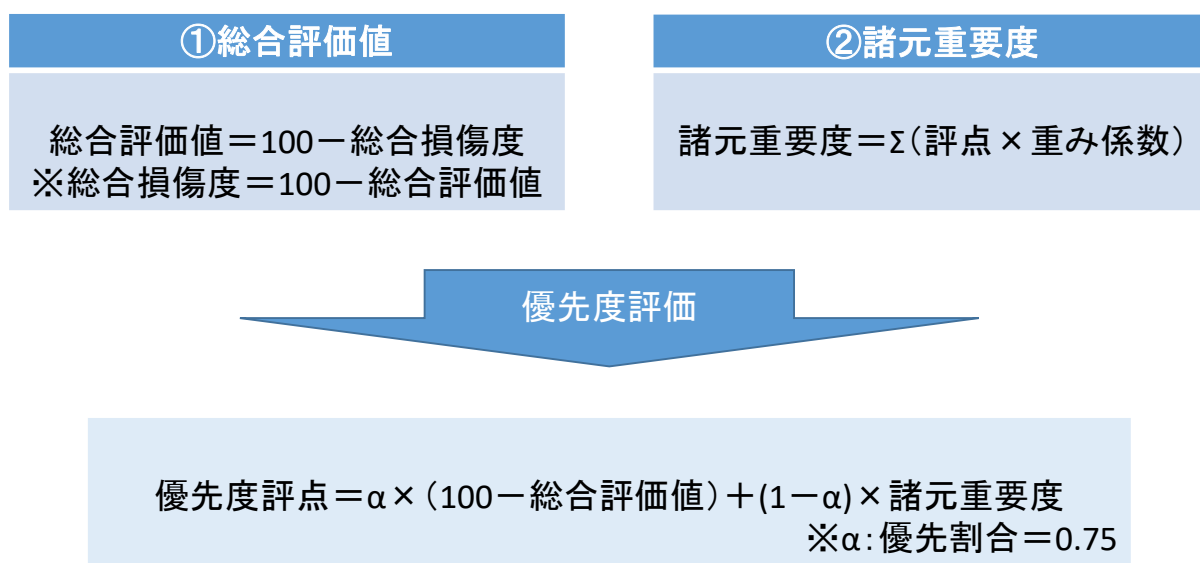 ①総合評価値
総合評価値＝100－総合損傷度
※総合損傷度＝100－総合評価値
②諸元重要度
諸元重要度＝Σ（評点×重み係数）
優先度評価
優先度評点＝α×（100－総合評価値）＋(1－α)×諸元重要度
※α：優先割合＝0.75